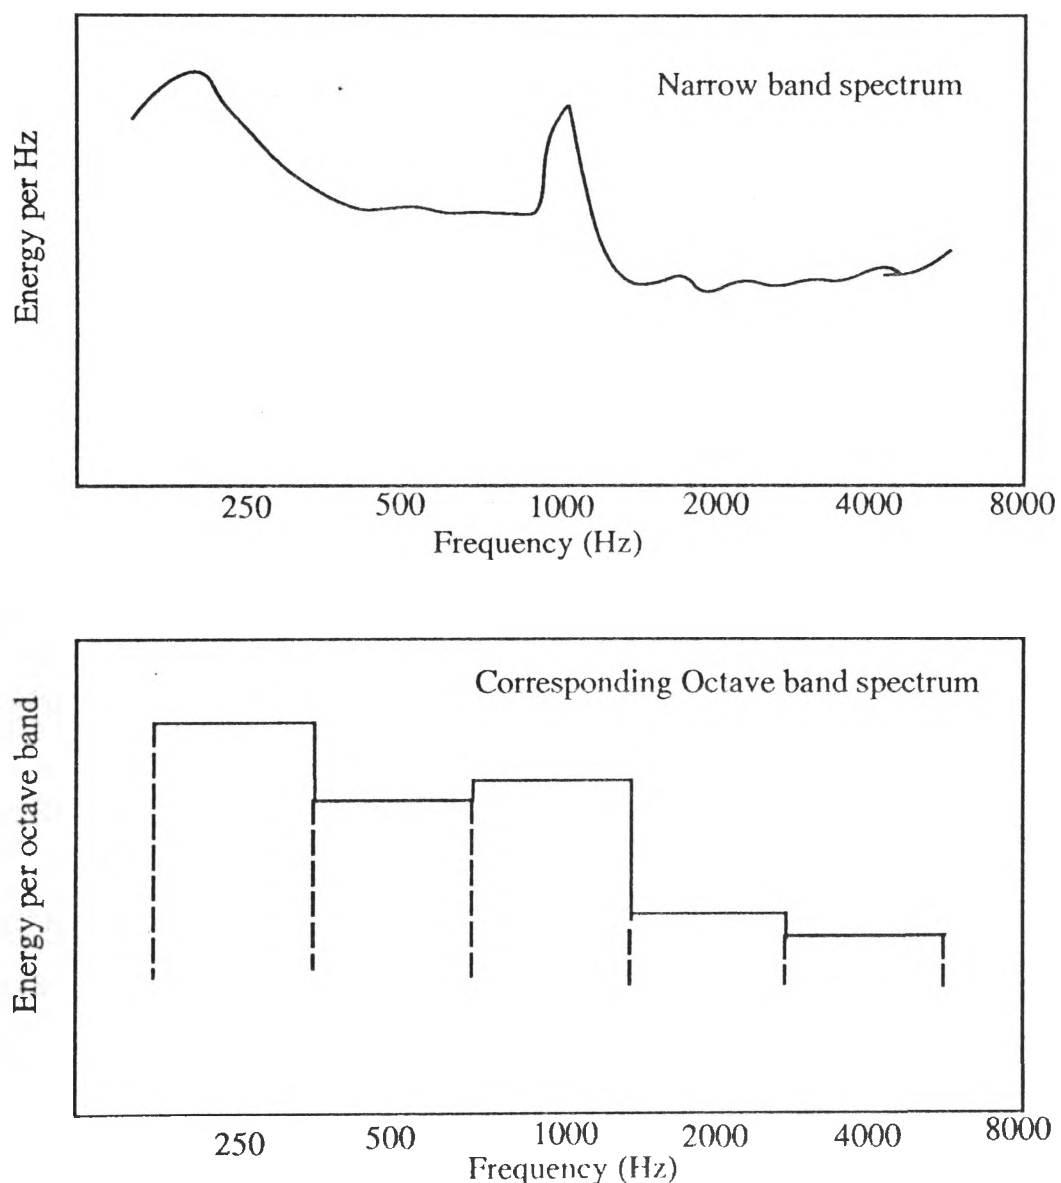 Narrow band spectrum
Energy per Hz
250 500 1000 2000 4000 8000
Frequency (Hz)
Corresponding Octave band spectrum
Energy per octave band
250 500 1000 2000 4000 8000
Frequency (Hz)